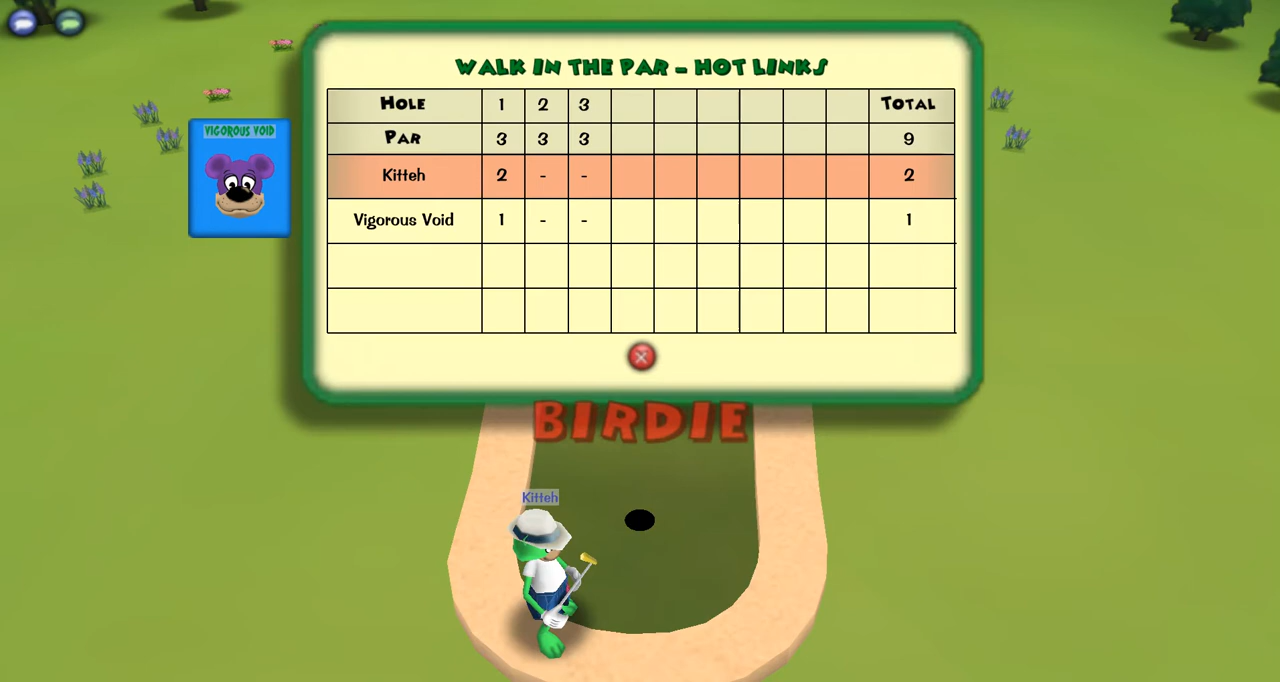 WALK IN THE PAR - HOT LINKS
HOLE 1 2 3 TOTAL
PAR 3 3 3 9
Kitteh 2 - - 2
Vigorous Void 1 - - 1
VIGOROUS VOID
BIRDIE
Kitteh